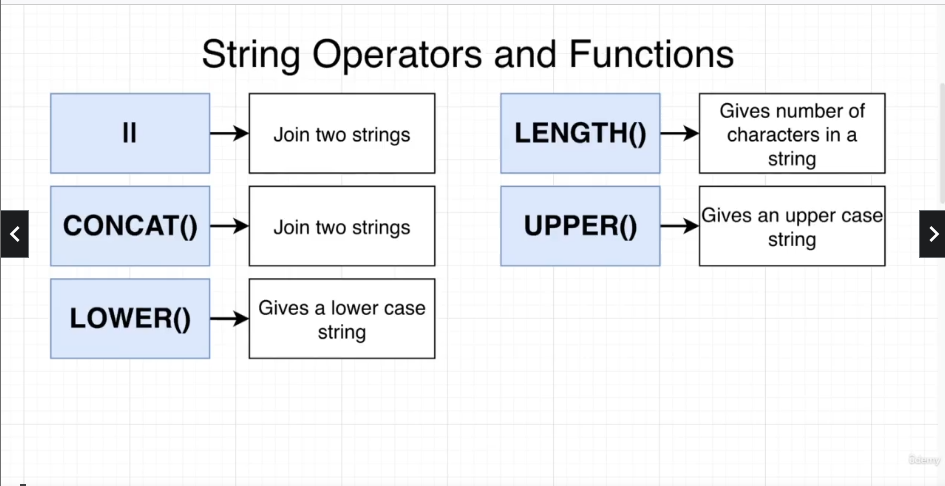 String Operators and Functions
||
Join two strings
CONCAT()
Join two strings
LOWER()
Gives a lower case
string
LENGTH()
Gives number of
characters in a
string
UPPER()
Gives an upper case
string
Udemy